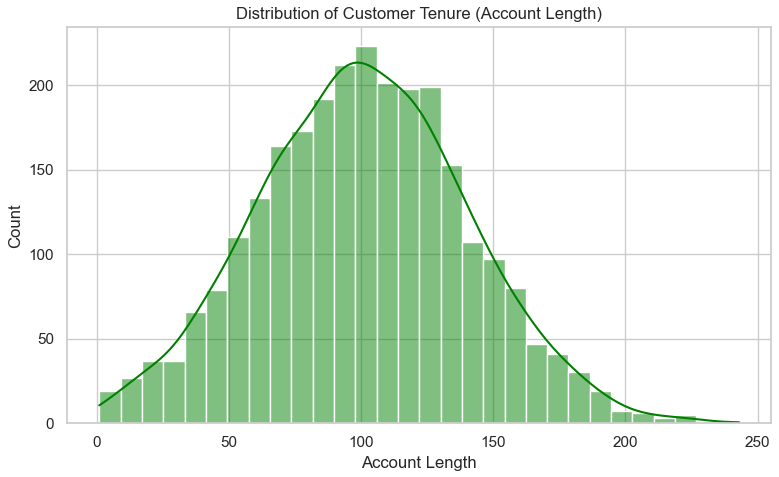 Distribution of Customer Tenure (Account Length)
200
150
100
50
0
Count
0 50 100 150 200 250
Account Length